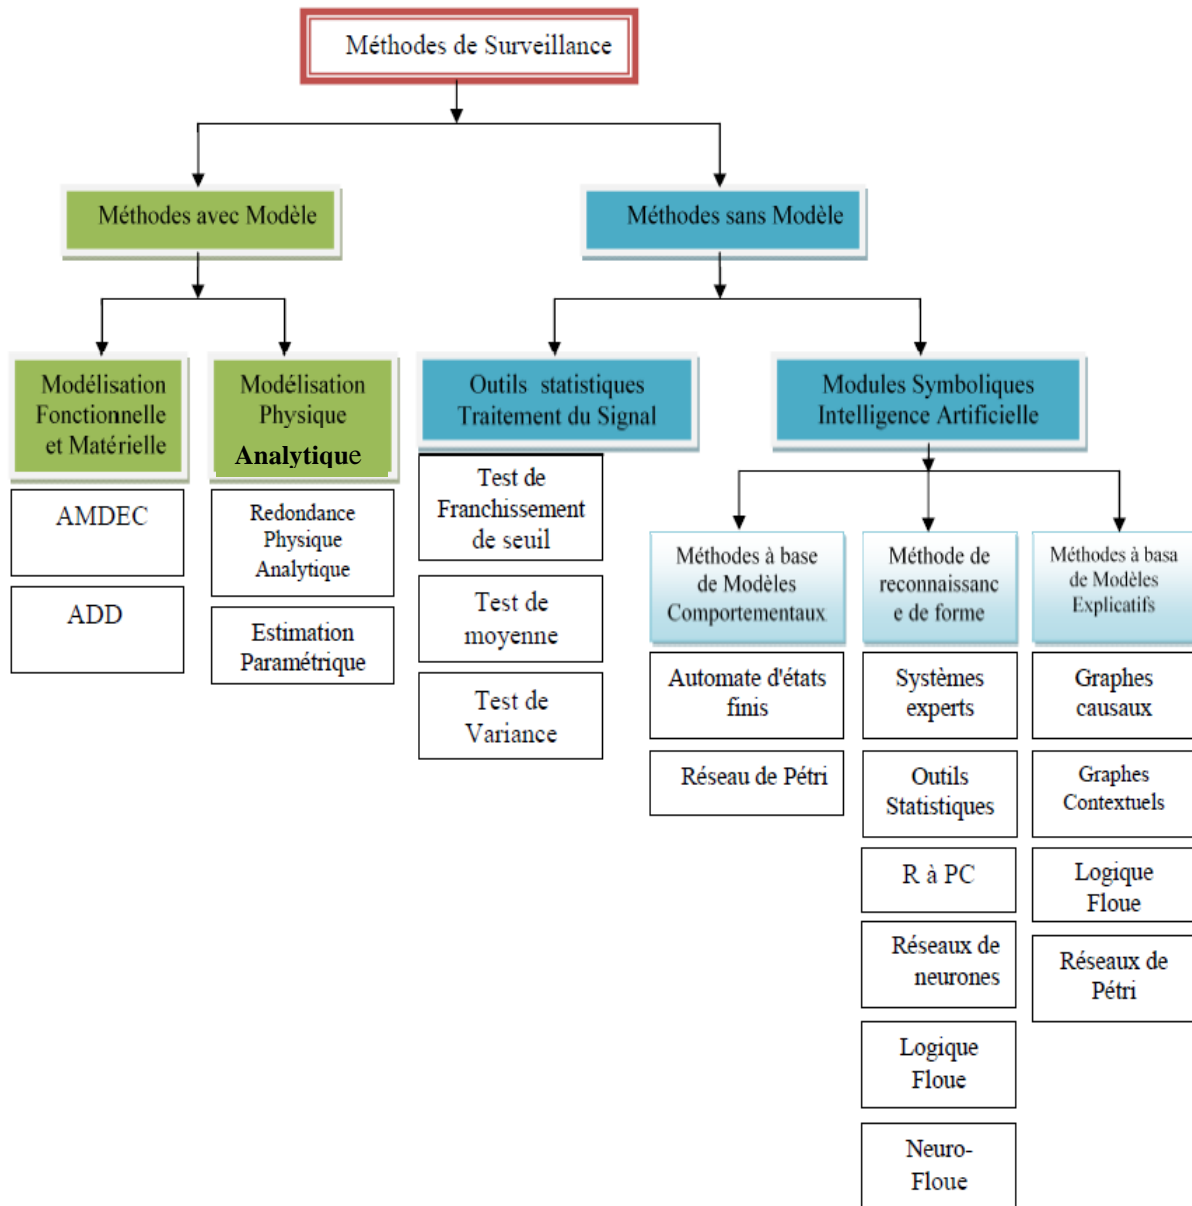 Méthodes de Surveillance
Méthodes avec Modèle
Méthodes sans Modèle
Modélisation
Fonctionnelle
et Matérielle
Modélisation
Physique
Analytique
Outils statistiques
Traitement du Signal
Modules Symboliques
Intelligence Artificielle
AMDEC
ADD
Redondance
Physique
Analytique
Estimation
Paramétrique
Test de
Franchissement
de seuil
Test de
moyenne
Test de
Variance
Méthodes à base
de Modèles
Comportementaux
Automate d'états
finis
Réseau de Pétri
Méthode de
reconnaissanc
e de forme
Systèmes
experts
Outils
Statistiques
R à PC
Réseaux de
neurones
Logique
Floue
Neuro-
Floue
Méthodes à basa
de Modèles
Explicatifs
Graphes
causaux
Graphes
Contextuels
Logique
Floue
Réseaux de
Pétri